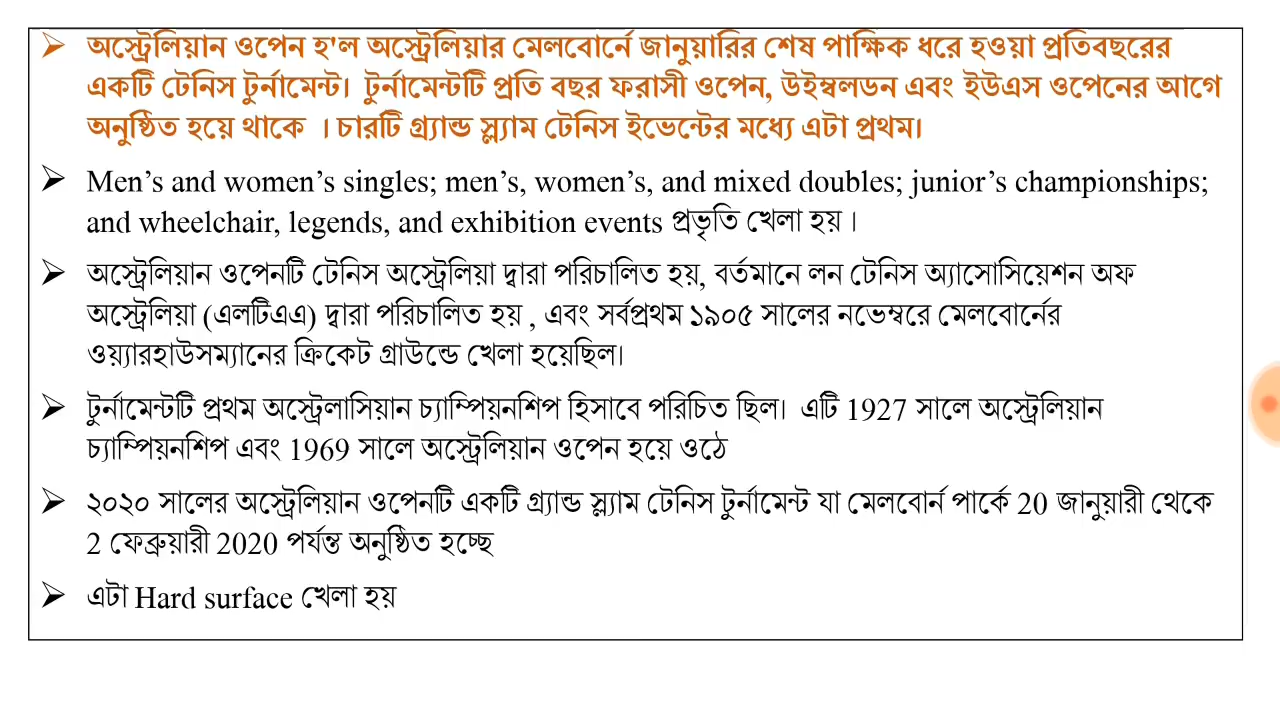 ➢ অস্ট্রেলিয়ান ওপেন হ'ল অস্ট্রেলিয়ার মেলবোর্নে জানুয়ারির শেষ পাক্ষিক ধরে হওয়া প্রতিবছরের
একটি টেনিস টুর্নামেন্ট। টুর্নামেন্টটি প্রতি বছর ফরাসী ওপেন, উইম্বলডন এবং ইউএস ওপেনের আগে
অনুষ্ঠিত হয়ে থাকে । চারটি গ্র্যান্ড স্ল্যাম টেনিস ইভেন্টের মধ্যে এটা প্রথম।
➢ Men’s and women’s singles; men’s, women’s, and mixed doubles; junior’s championships;
and wheelchair, legends, and exhibition events প্রভৃতি খেলা হয় ।
➢ অস্ট্রেলিয়ান ওপেনটি টেনিস অস্ট্রেলিয়া দ্বারা পরিচালিত হয়, বর্তমানে লন টেনিস অ্যাসোসিয়েশন অফ
অস্ট্রেলিয়া (এলটিএএ) দ্বারা পরিচালিত হয় , এবং সর্বপ্রথম ১৯০৫ সালের নভেম্বরে মেলবোর্নের
ওয়্যারহাউসম্যানের ক্রিকেট গ্রাউন্ডে খেলা হয়েছিল।
➢ টুর্নামেন্টটি প্রথম অস্ট্রেলাসিয়ান চ্যাম্পিয়নশিপ হিসাবে পরিচিত ছিল। এটি 1927 সালে অস্ট্রেলিয়ান
চ্যাম্পিয়নশিপ এবং 1969 সালে অস্ট্রেলিয়ান ওপেন হয়ে ওঠে
➢ ২০২০ সালের অস্ট্রেলিয়ান ওপেনটি একটি গ্র্যান্ড স্ল্যাম টেনিস টুর্নামেন্ট যা মেলবোর্ন পার্কে 20 জানুয়ারী থেকে
2 ফেব্রুয়ারী 2020 পর্যন্ত অনুষ্ঠিত হচ্ছে
➢ এটা Hard surface খেলা হয়